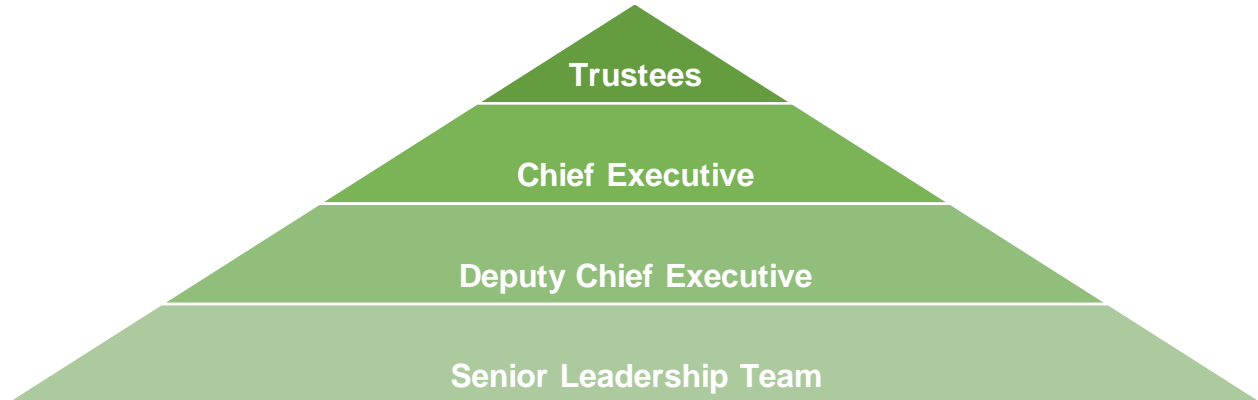 Trustees
Chief Executive
Deputy Chief Executive
Senior Leadership Team